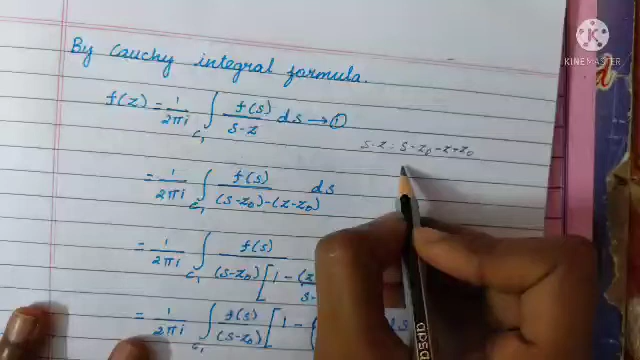 By Cauchy integral formula.
f(z) = 1/2πi ∫_{C₁} f(s)/(s-z) ds → ①
s-z = s-z₀-z+z₀
= 1/2πi ∫_{C₁} f(s)/((s-z₀)-(z-z₀)) ds
= 1/2πi ∫_{C₁} f(s)/((s-z₀)[1-(z
= 1/2πi ∫_{C₁} f(s)/(s-z₀) [1-(
KINEMASTER
apsara